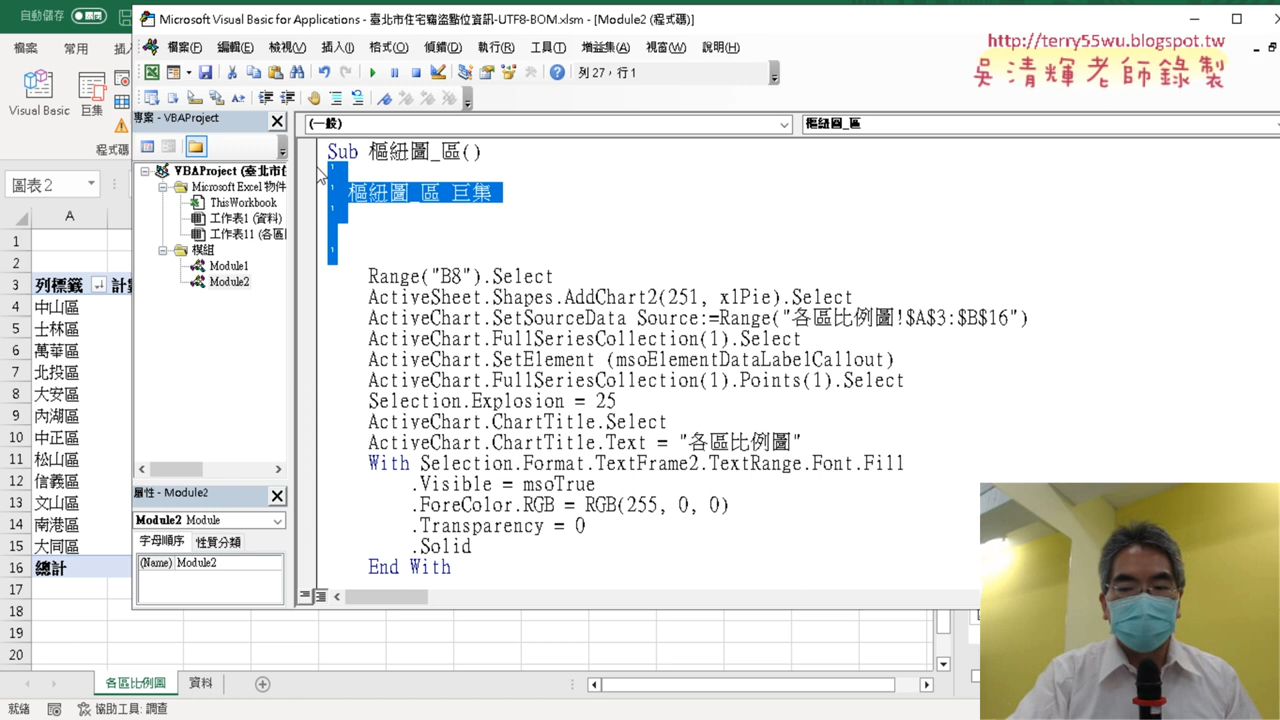 自動儲存
Microsoft Visual Basic for Applications - 臺北市住宅竊盜點位資訊-UTF8-BOM.xlsm - [Module2 (程式碼)]
檔案 常用 插
檔案(F) 編輯(E) 檢視(V) 插入(I) 格式(O) 偵錯(D) 執行(R) 工具(T) 增益集(A) 視窗(W) 說明(H)
http://terry55wu.blogspot.tw
吳清輝老師錄製
列 27，行 1
Visual Basic 巨集
程式碼
專案 - VBAProject
(一般)
樞紐圖_區
VBAProject (臺北市住
Microsoft Excel 物件
ThisWorkbook
工作表1 (資料)
工作表11 (各區
模組
Module1
Module2
屬性 - Module2
Module2 Module
字母順序 性質分類
(Name) Module2
Sub 樞紐圖_區()
'
' 樞紐圖_區 巨集
'
'
Range("B8").Select
ActiveSheet.Shapes.AddChart2(251, xlPie).Select
ActiveChart.SetSourceData Source:=Range("各區比例圖!$A$3:$B$16")
ActiveChart.FullSeriesCollection(1).Select
ActiveChart.SetElement (msoElementDataLabelCallout)
ActiveChart.FullSeriesCollection(1).Points(1).Select
Selection.Explosion = 25
ActiveChart.ChartTitle.Select
ActiveChart.ChartTitle.Text = "各區比例圖"
With Selection.Format.TextFrame2.TextRange.Font.Fill
.Visible = msoTrue
.ForeColor.RGB = RGB(255, 0, 0)
.Transparency = 0
.Solid
End With
圖表2
A
1
2
3 列標籤 計數
4 中山區
5 士林區
6 萬華區
7 北投區
8 大安區
9 內湖區
10 中正區
11 松山區
12 信義區
13 文山區
14 南港區
15 大同區
16 總計
17
18
19
20
各區比例圖 資料
就緒 協助工具: 調查